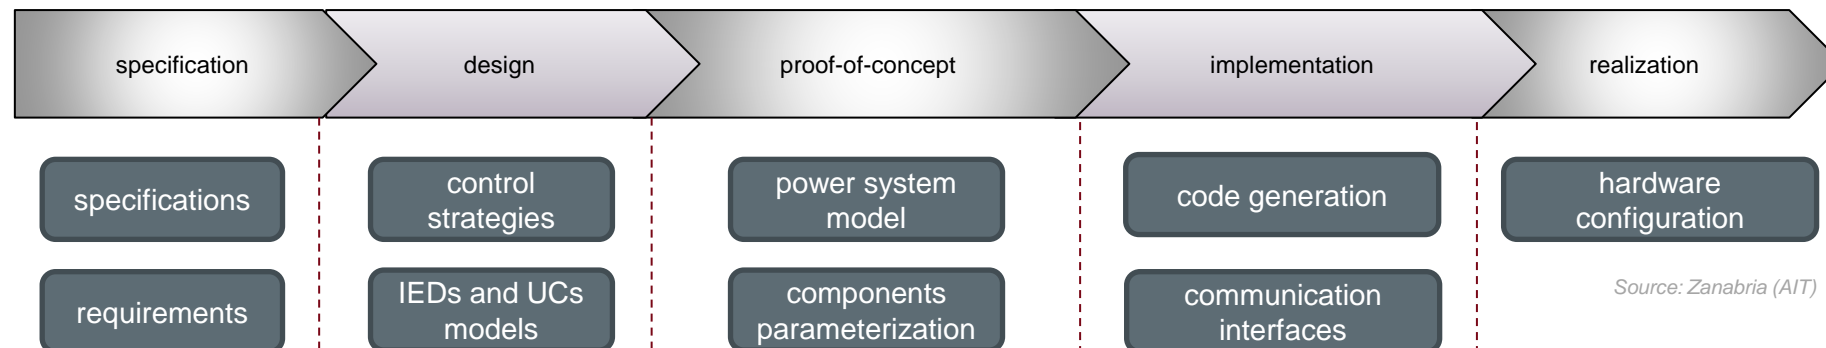 specification
design
proof-of-concept
implementation
realization
specifications
control
strategies
power system
model
code generation
hardware
configuration
requirements
IEDs and UCs
models
components
parameterization
communication
interfaces
Source: Zanabria (AIT)